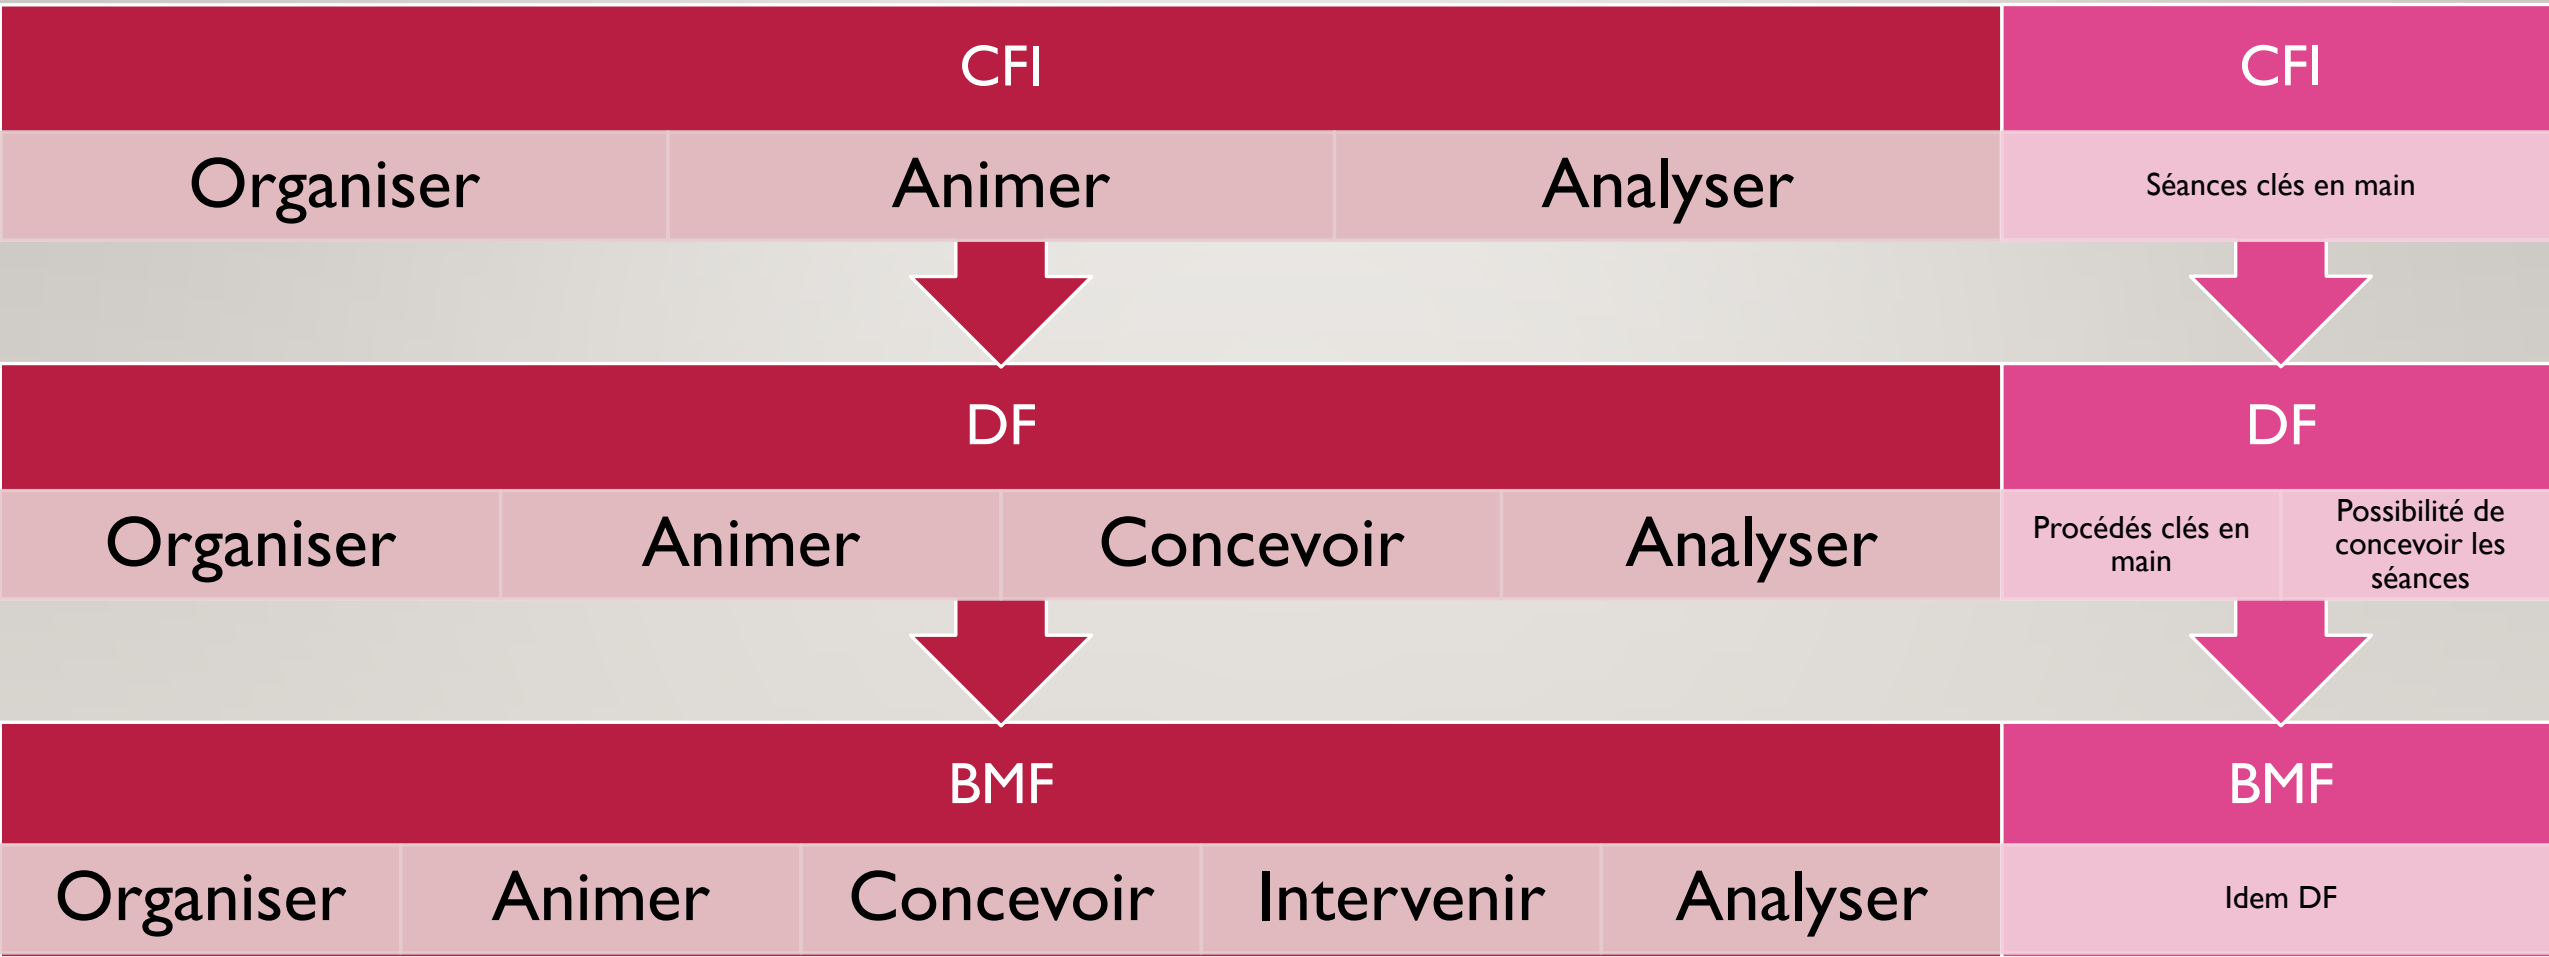 CFI
CFI
Organiser
Animer
Analyser
Séances clés en main
DF
DF
Organiser
Animer
Concevoir
Analyser
Procédés clés en
main
Possibilité de
concevoir les
séances
BMF
BMF
Organiser
Animer
Concevoir
Intervenir
Analyser
Idem DF